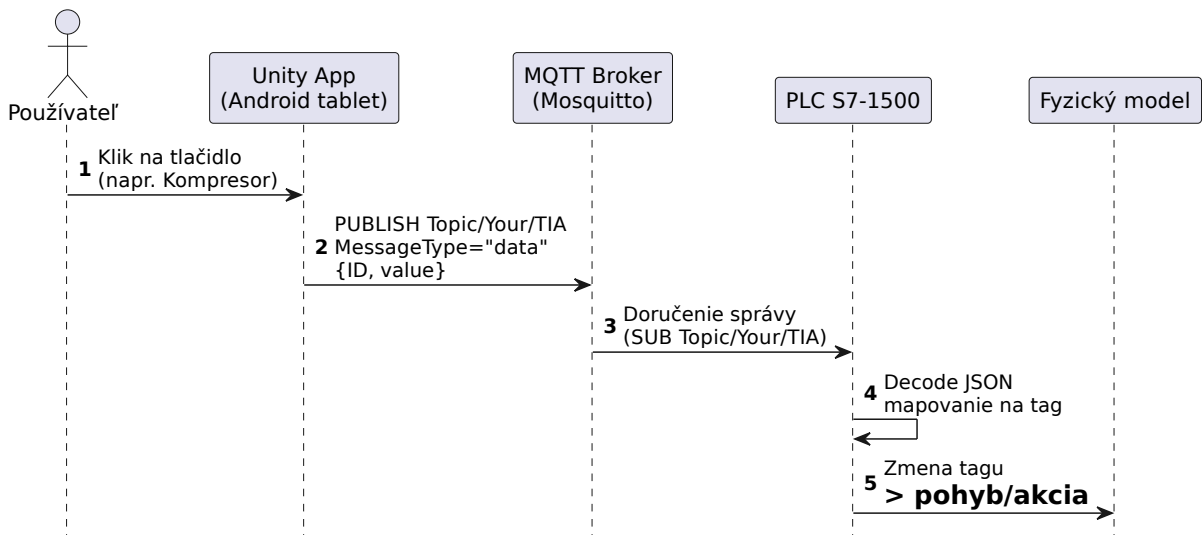 Používateľ
Unity App
(Android tablet)
MQTT Broker
(Mosquitto)
PLC S7-1500
Fyzický model
1 Klik na tlačidlo
(napr. Kompresor)
PUBLISH Topic/Your/TIA
2 MessageType="data"
{ID, value}
3 Doručenie správy
(SUB Topic/Your/TIA)
4 Decode JSON
mapovanie na tag
5 Zmena tagu
> pohyb/akcia